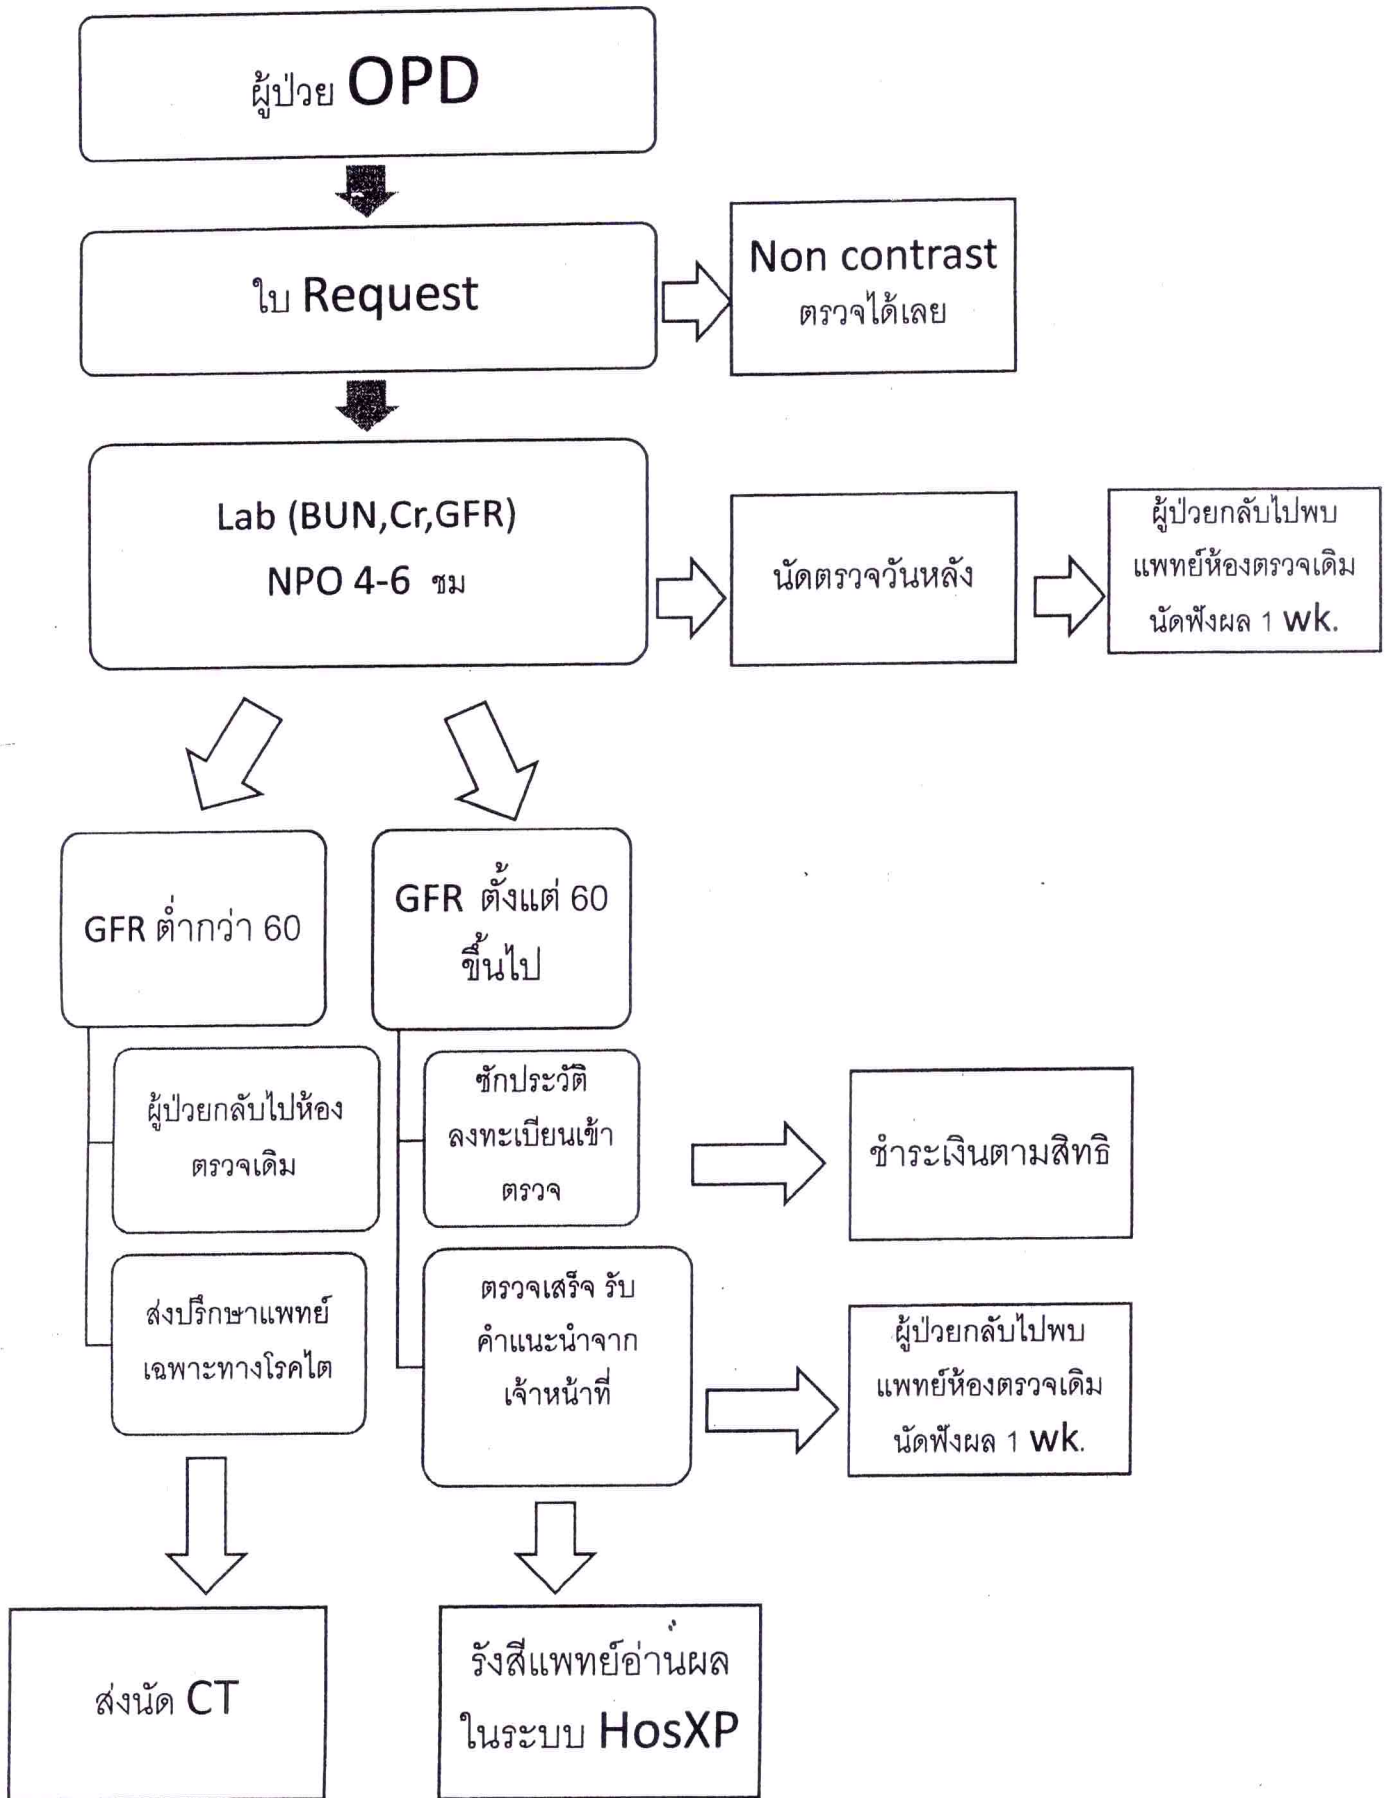 ผู้ป่วย OPD
ใบ Request
Non contrast
ตรวจได้เลย
Lab (BUN,Cr,GFR)
NPO 4-6 ชม
นัดตรวจวันหลัง
ผู้ป่วยกลับไปพบ
แพทย์ห้องตรวจเดิม
นัดฟังผล 1 wk.
GFR ต่ำกว่า 60
GFR ตั้งแต่ 60
ขึ้นไป
ผู้ป่วยกลับไปห้อง
ตรวจเดิม
ส่งปรึกษาแพทย์
เฉพาะทางโรคไต
ซักประวัติ
ลงทะเบียนเข้า
ตรวจ
ชำระเงินตามสิทธิ
ตรวจเสร็จ รับ
คำแนะนำจาก
เจ้าหน้าที่
ผู้ป่วยกลับไปพบ
แพทย์ห้องตรวจเดิม
นัดฟังผล 1 wk.
ส่งนัด CT
รังสีแพทย์อ่านผล
ในระบบ HosXP